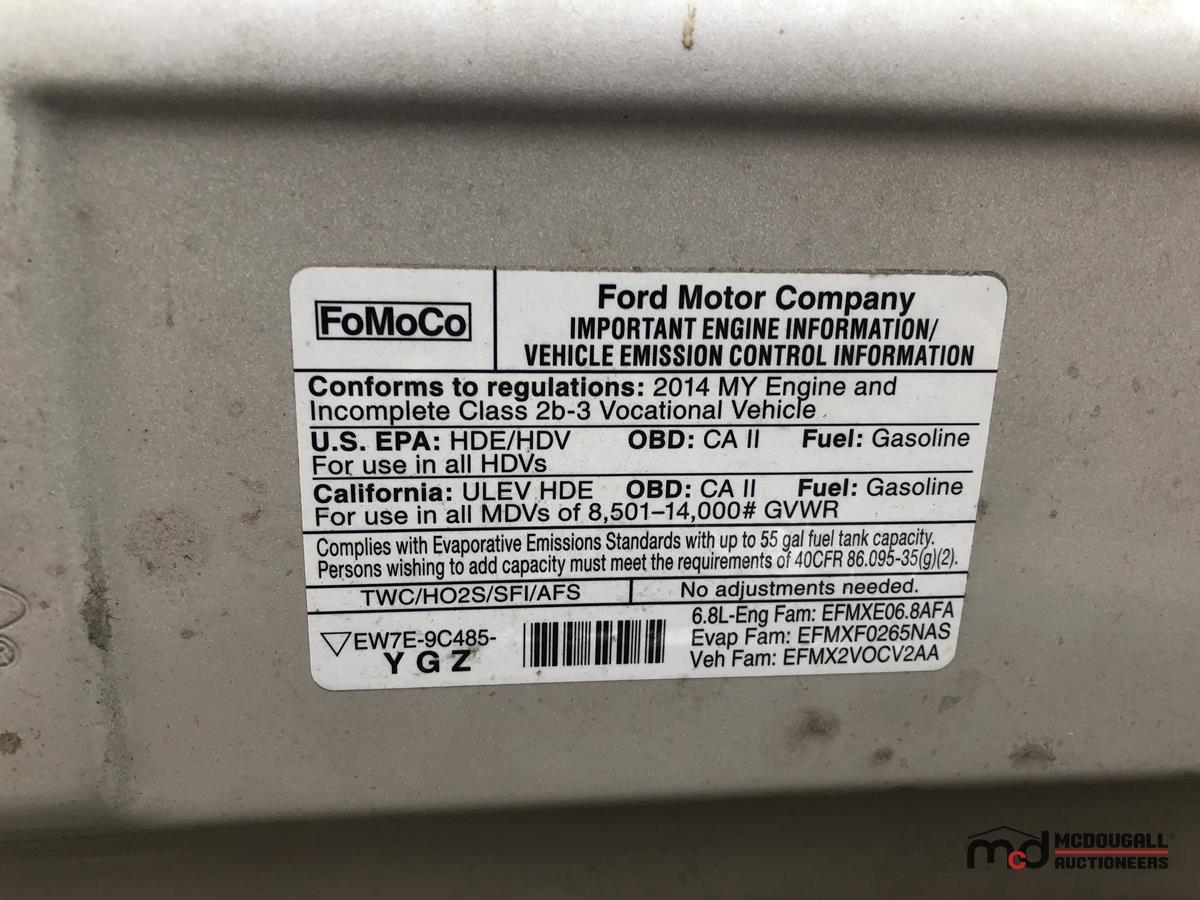 FoMoCo
Ford Motor Company
IMPORTANT ENGINE INFORMATION/
VEHICLE EMISSION CONTROL INFORMATION
Conforms to regulations: 2014 MY Engine and
Incomplete Class 2b-3 Vocational Vehicle
U.S. EPA: HDE/HDV OBD: CA II Fuel: Gasoline
For use in all HDVs
California: ULEV HDE OBD: CA II Fuel: Gasoline
For use in all MDVs of 8,501–14,000# GVWR
Complies with Evaporative Emissions Standards with up to 55 gal fuel tank capacity.
Persons wishing to add capacity must meet the requirements of 40CFR 86.095-35(g)(2).
TWC/HO2S/SFI/AFS No adjustments needed.
EW7E-9C485-
Y G Z
6.8L-Eng Fam: EFMXE06.8AFA
Evap Fam: EFMXF0265NAS
Veh Fam: EFMX2VOCV2AA
mcd
MCDOUGALL
AUCTIONEERS